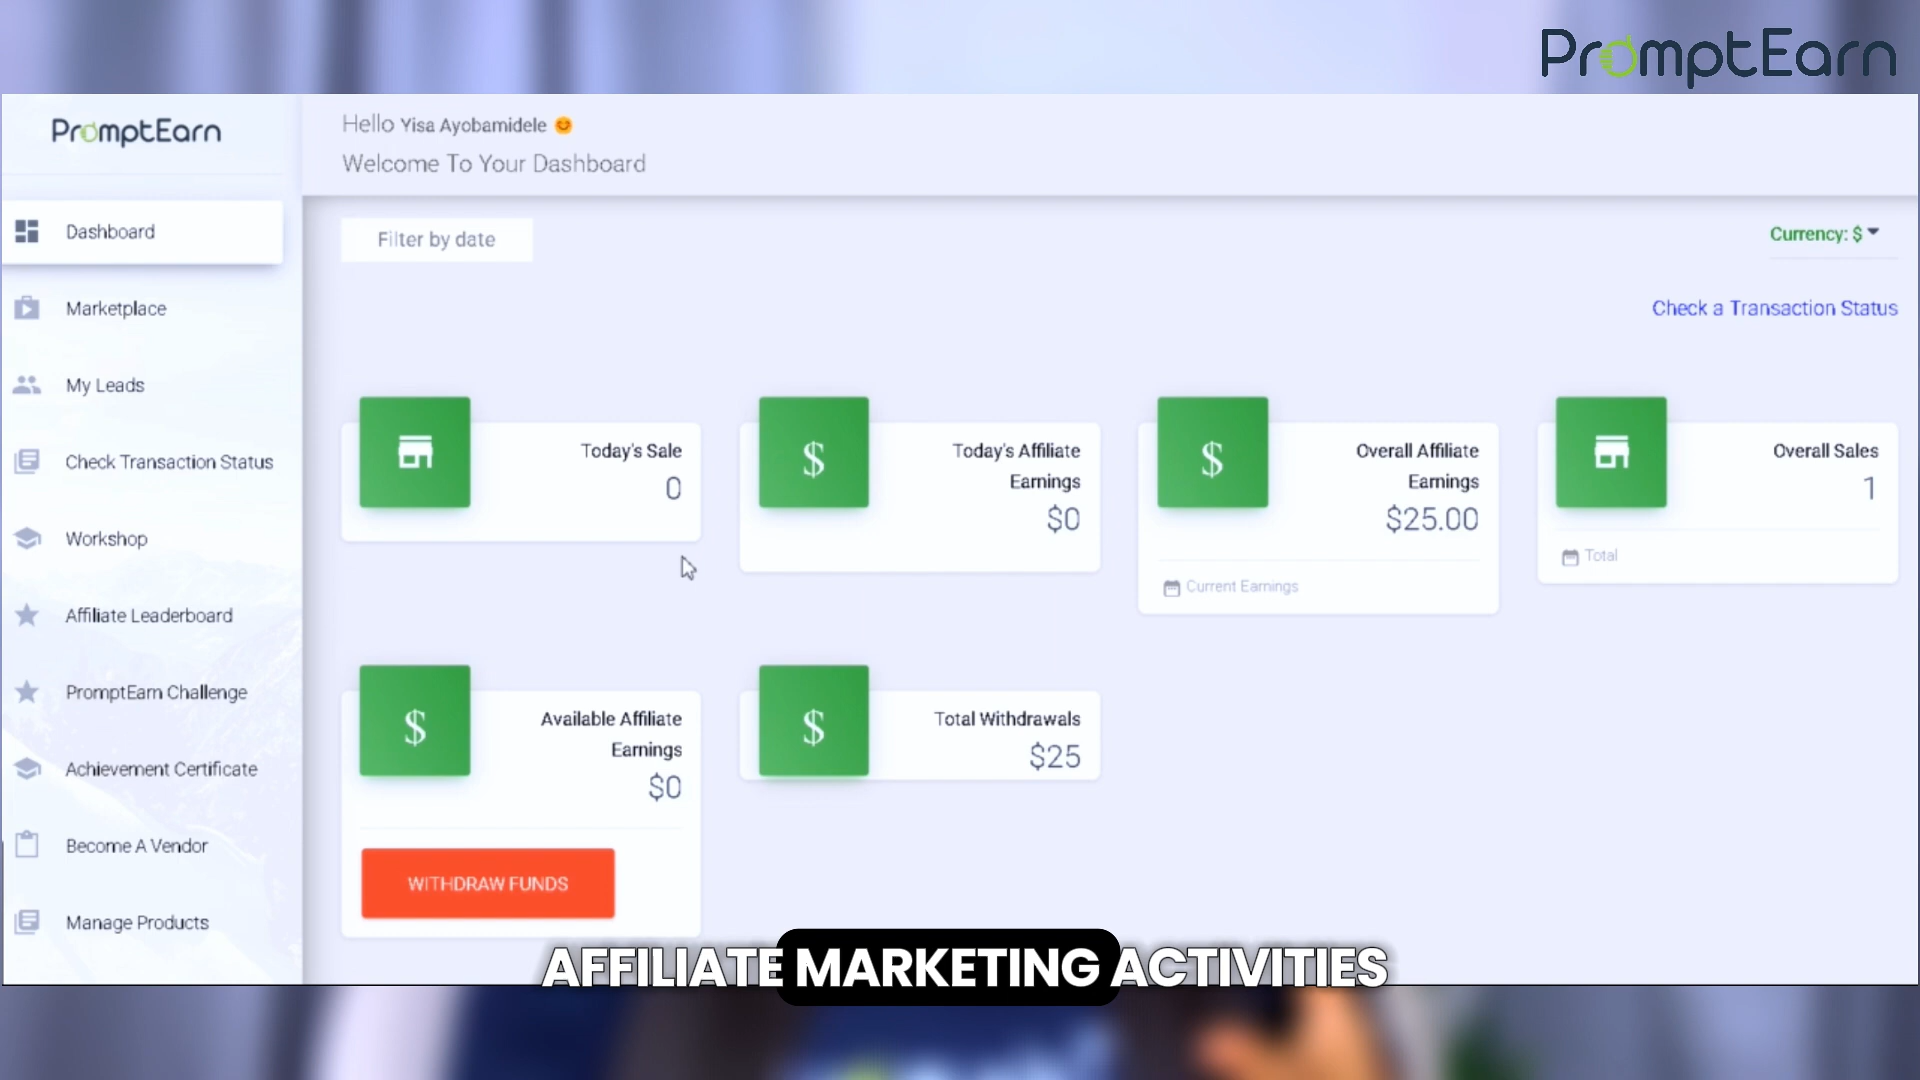 PromptEarn
PromptEarn
Hello Yisa Ayobamidele
Welcome To Your Dashboard
Dashboard
Marketplace
My Leads
Check Transaction Status
Workshop
Affiliate Leaderboard
PromptEarn Challenge
Achievement Certificate
Become A Vendor
Manage Products
Filter by date
Currency: $
Check a Transaction Status
$
$
Today's Sale
0
Today's Affiliate
Earnings
$0
Overall Affiliate
Earnings
$25.00
Current Earnings
Overall Sales
1
Total
$
$
Available Affiliate
Earnings
$0
WITHDRAW FUNDS
Total Withdrawals
$25
AFFILIATE MARKETING ACTIVITIES